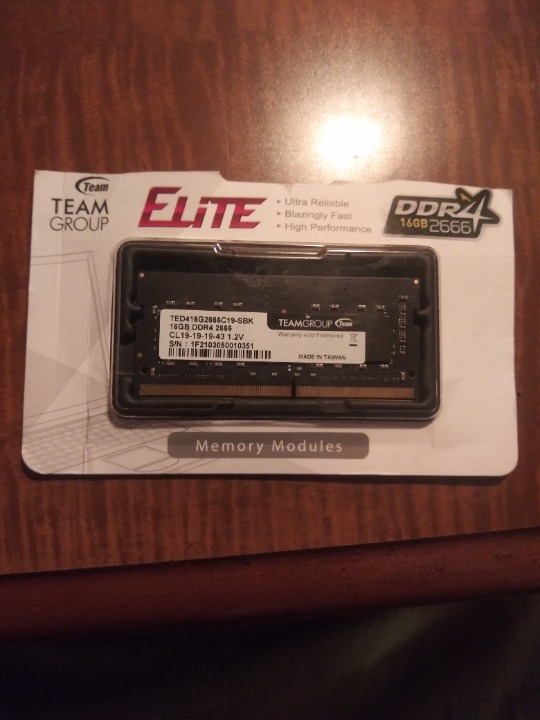 Team
TEAM
GROUP
ELITE
Ultra Reliable
Blazingly Fast
High Performance
DDR4
16GB 2666
TED416G2666C19-SBK
16GB DDR4 2666
CL19-19-19-43 1.2V
S/N : 1F2103050010351
TEAMGROUP Team
Warranty void if removed
MADE IN TAIWAN
Memory Modules